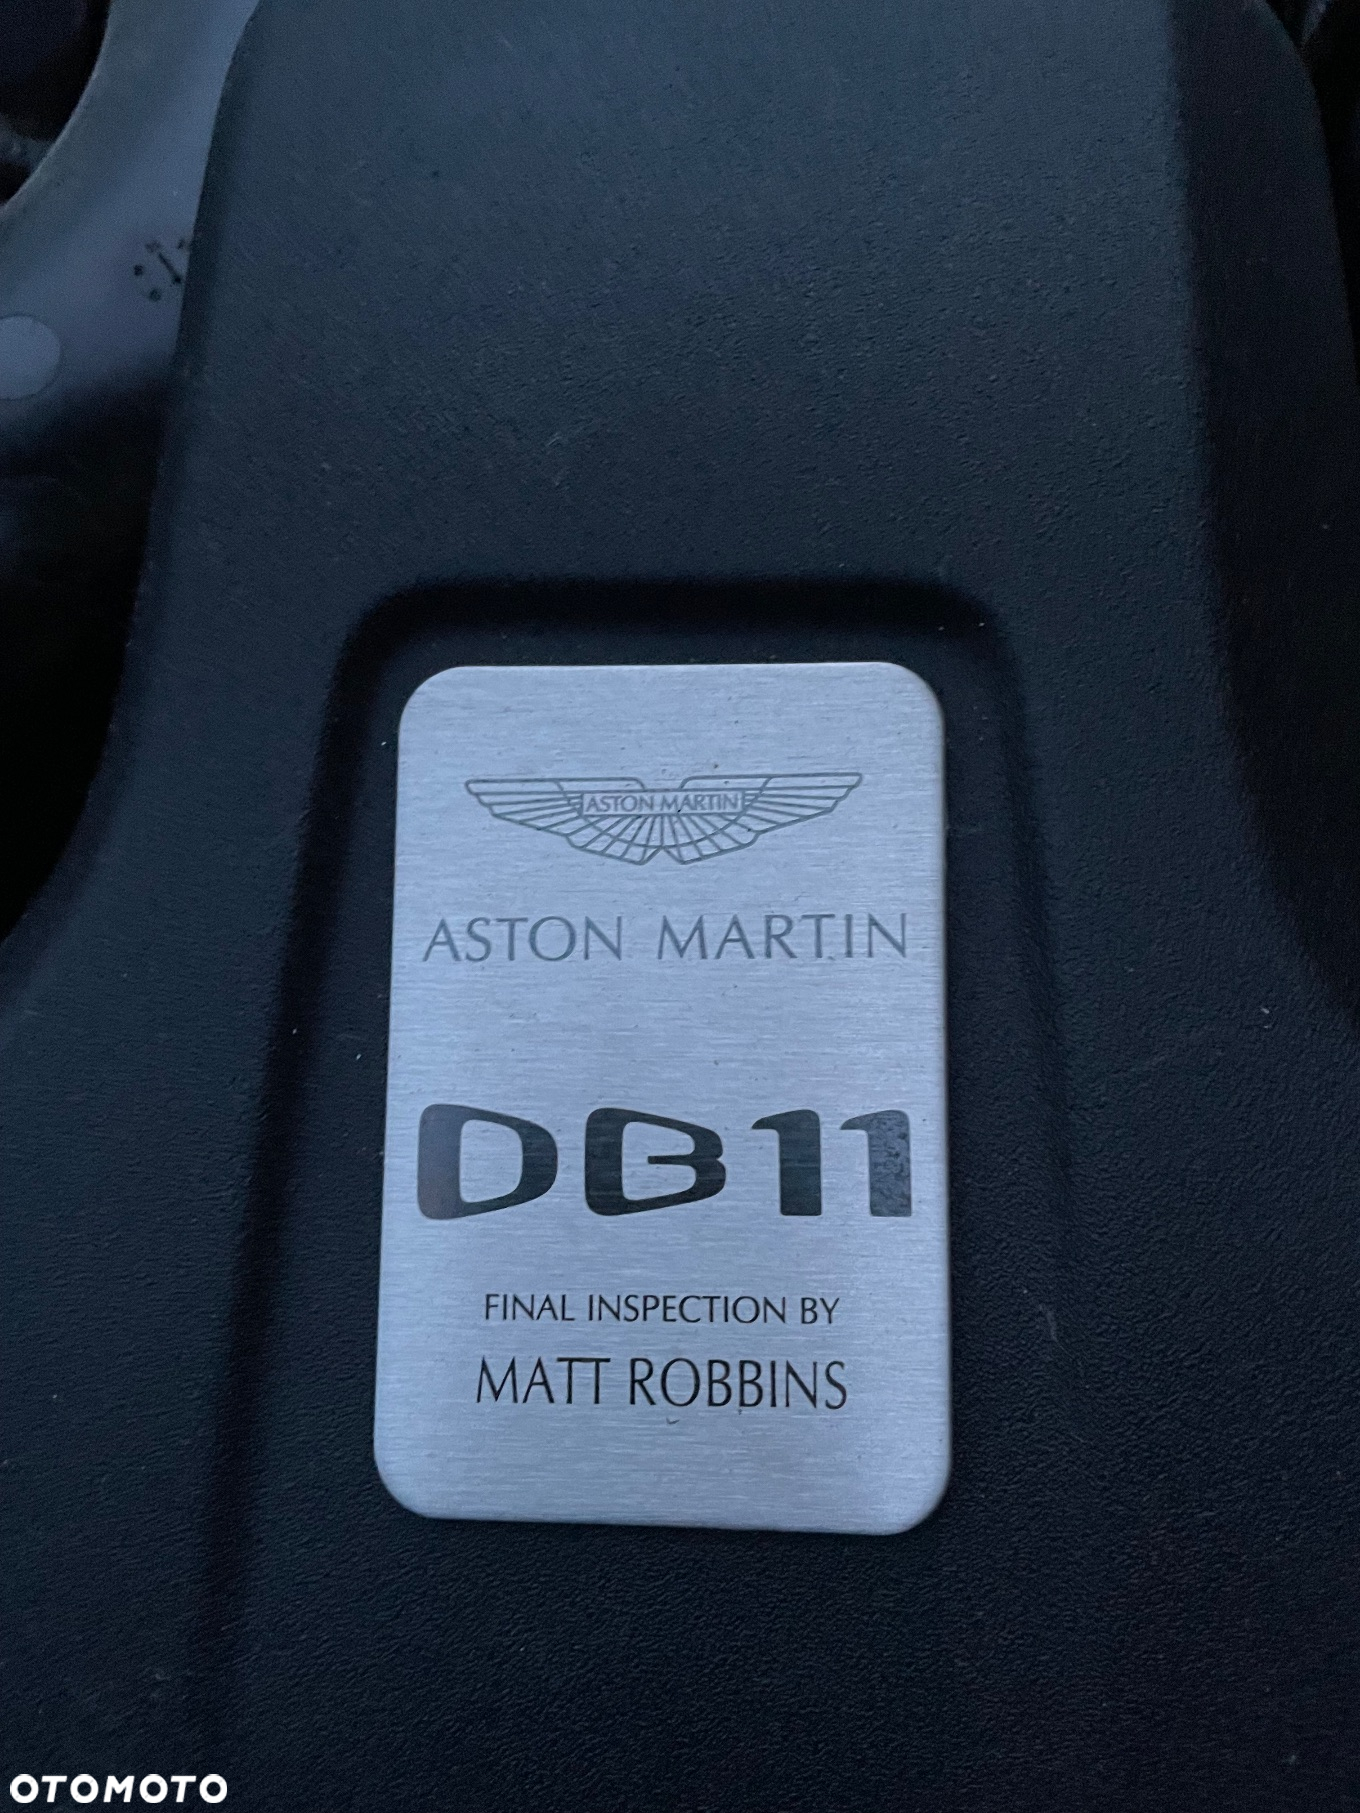 ASTON MARTIN
ASTON MARTIN
DB11
FINAL INSPECTION BY
MATT ROBBINS
OTOMOTO